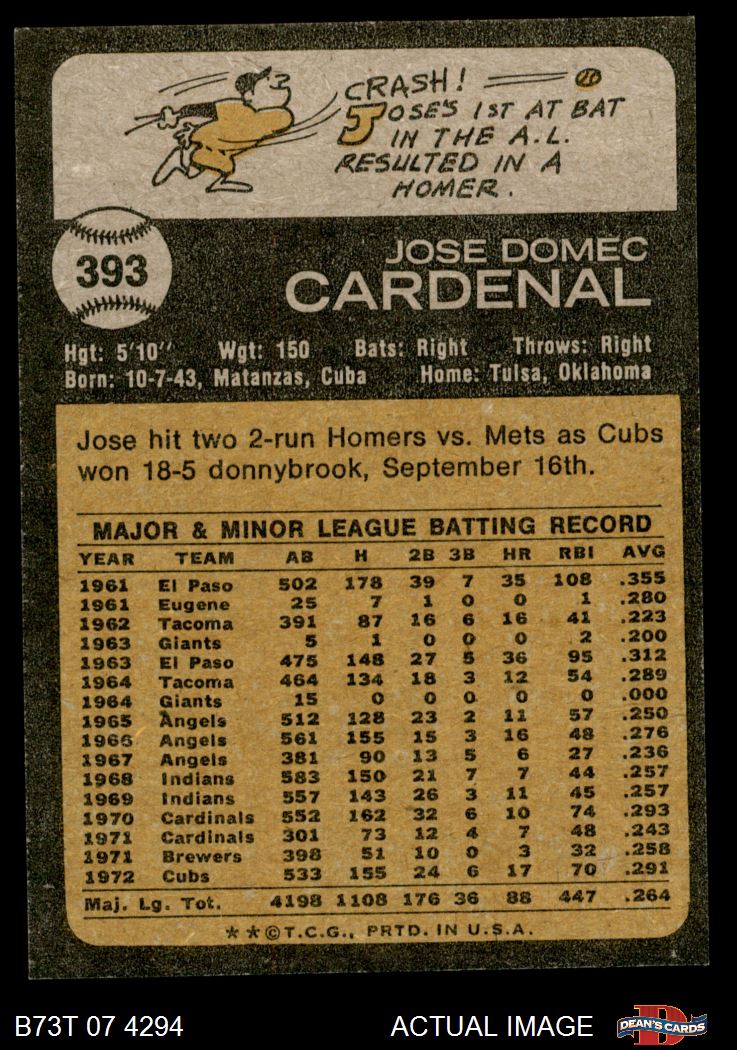 CRASH!
JOSE'S 1ST AT BAT
IN THE A.L.
RESULTED IN A
HOMER.
393
JOSE DOMEC
CARDENAL
Hgt: 5'10" Wgt: 150 Bats: Right Throws: Right
Born: 10-7-43, Matanzas, Cuba Home: Tulsa, Oklahoma
Jose hit two 2-run Homers vs. Mets as Cubs
won 18-5 donnybrook, September 16th.
MAJOR & MINOR LEAGUE BATTING RECORD
YEAR TEAM AB H 2B 3B HR RBI AVG
1961 El Paso 502 178 39 7 35 108 .355
1961 Eugene 25 7 1 0 0 1 .280
1962 Tacoma 391 87 16 6 16 41 .223
1963 Giants 5 1 0 0 0 2 .200
1963 El Paso 475 148 27 5 36 95 .312
1964 Tacoma 464 134 18 3 12 54 .289
1964 Giants 15 0 0 0 0 0 .000
1965 Angels 512 128 23 2 11 57 .250
1966 Angels 561 155 15 3 16 48 .276
1967 Angels 381 90 13 5 6 27 .236
1968 Indians 583 150 21 7 7 44 .257
1969 Indians 557 143 26 3 11 45 .257
1970 Cardinals 552 162 32 6 10 74 .293
1971 Cardinals 301 73 12 4 7 48 .243
1971 Brewers 398 51 10 0 3 32 .258
1972 Cubs 533 155 24 6 17 70 .291
Maj. Lg. Tot. 4198 1108 176 36 88 447 .264
★★©T.C.G., PRTD. IN U.S.A.
B73T 07 4294 ACTUAL IMAGE D DEAN'S CARDS